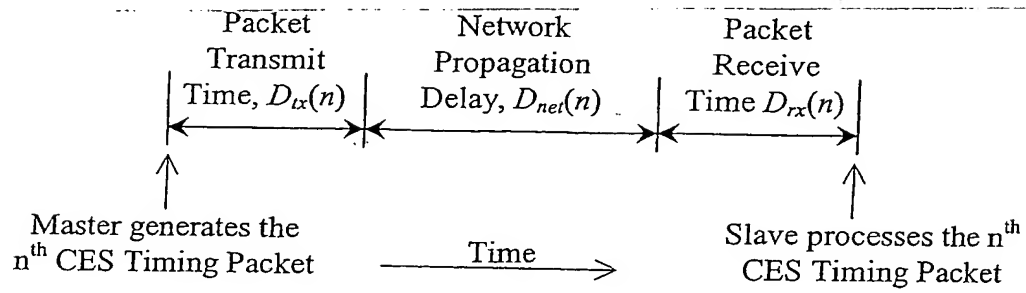 Packet
Transmit
Time, D_tx(n)
Network
Propagation
Delay, D_net(n)
Packet
Receive
Time D_rx(n)
Master generates the
n^th CES Timing Packet
Time
Slave processes the n^th
CES Timing Packet